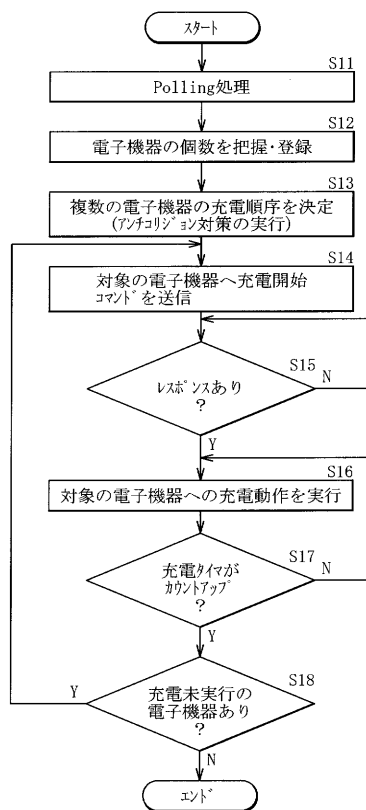 スタート
S11
Polling処理
S12
電子機器の個数を把握・登録
S13
複数の電子機器の充電順序を決定
(アンチコリジョン対策の実行)
S14
対象の電子機器へ充電開始
コマンドを送信
S15
レスポンスあり
?
N
Y
S16
対象の電子機器への充電動作を実行
S17
充電タイマが
カウントアップ
?
N
Y
S18
充電未実行の
電子機器あり
?
Y
N
エンド